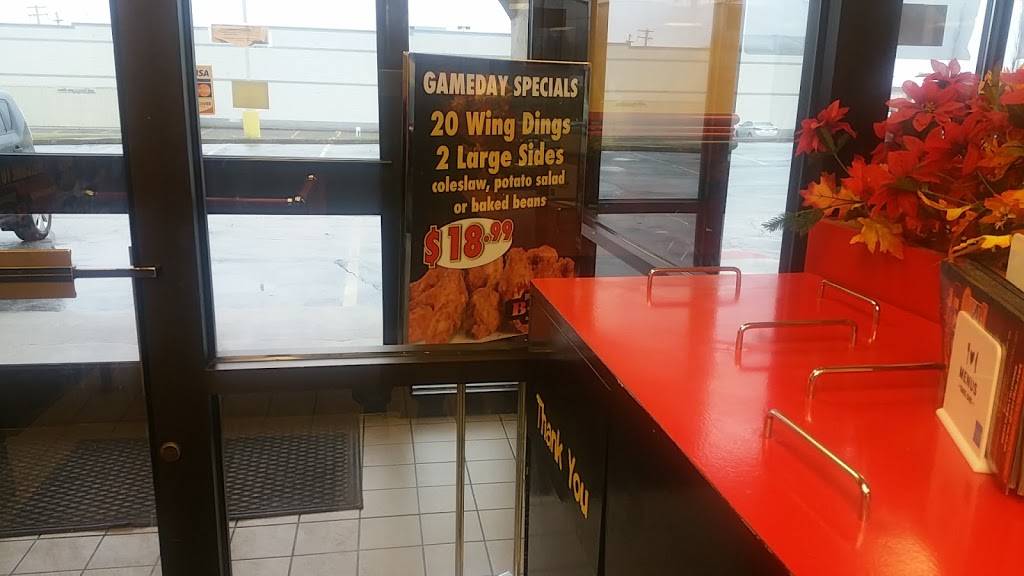 GAMEDAY SPECIALS
20 Wing Dings
2 Large Sides
coleslaw, potato salad
or baked beans
$18.99
Thank You
MENUS